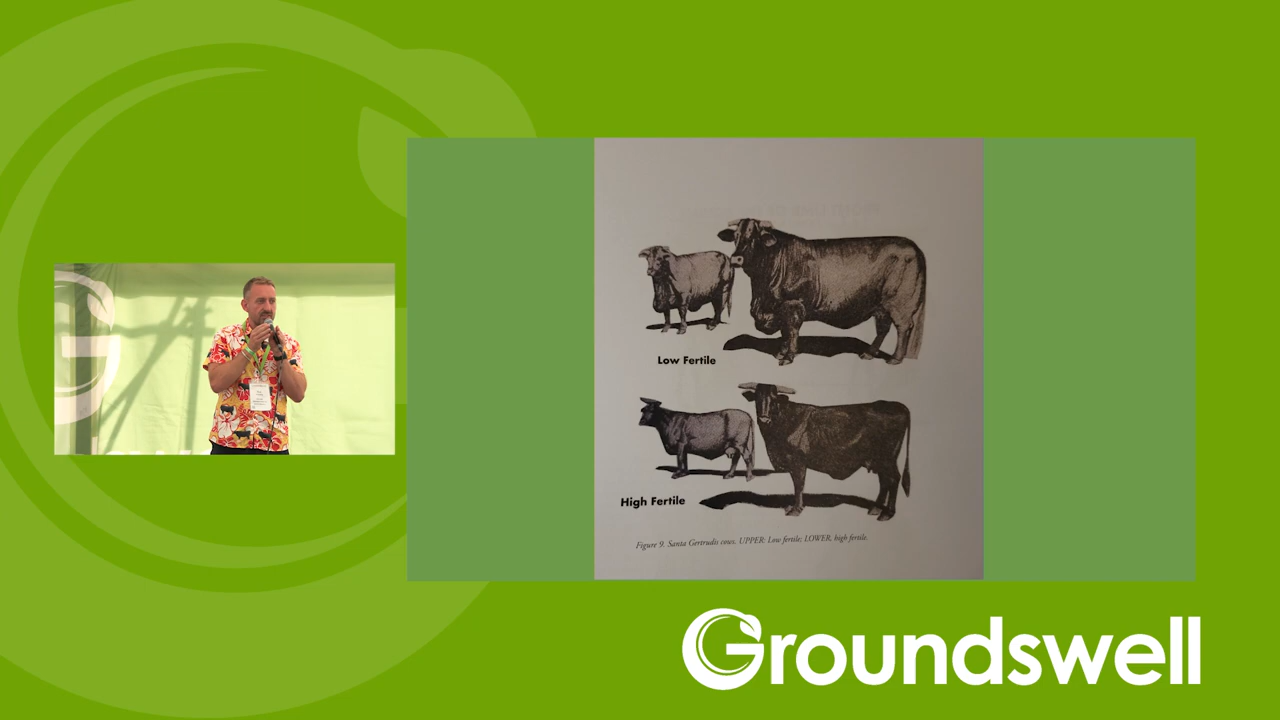 Low Fertile
High Fertile
Figure 9. Santa Gertrudis cows. UPPER: Low fertile; LOWER, high fertile.
Groundswell